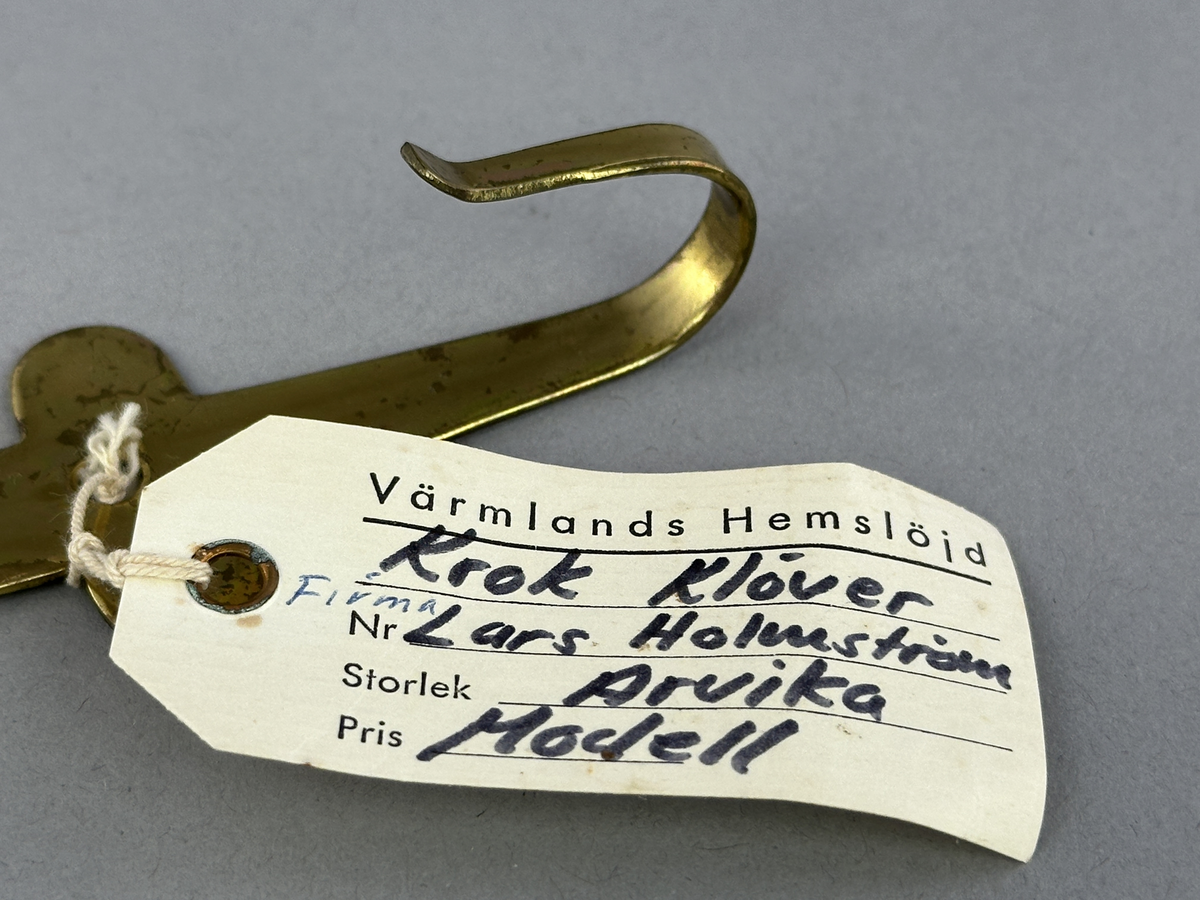 Värmlands Hemslöjd
Krok Klöver
Firma
Nr Lars Holmström
Storlek Arvika
Pris Modell